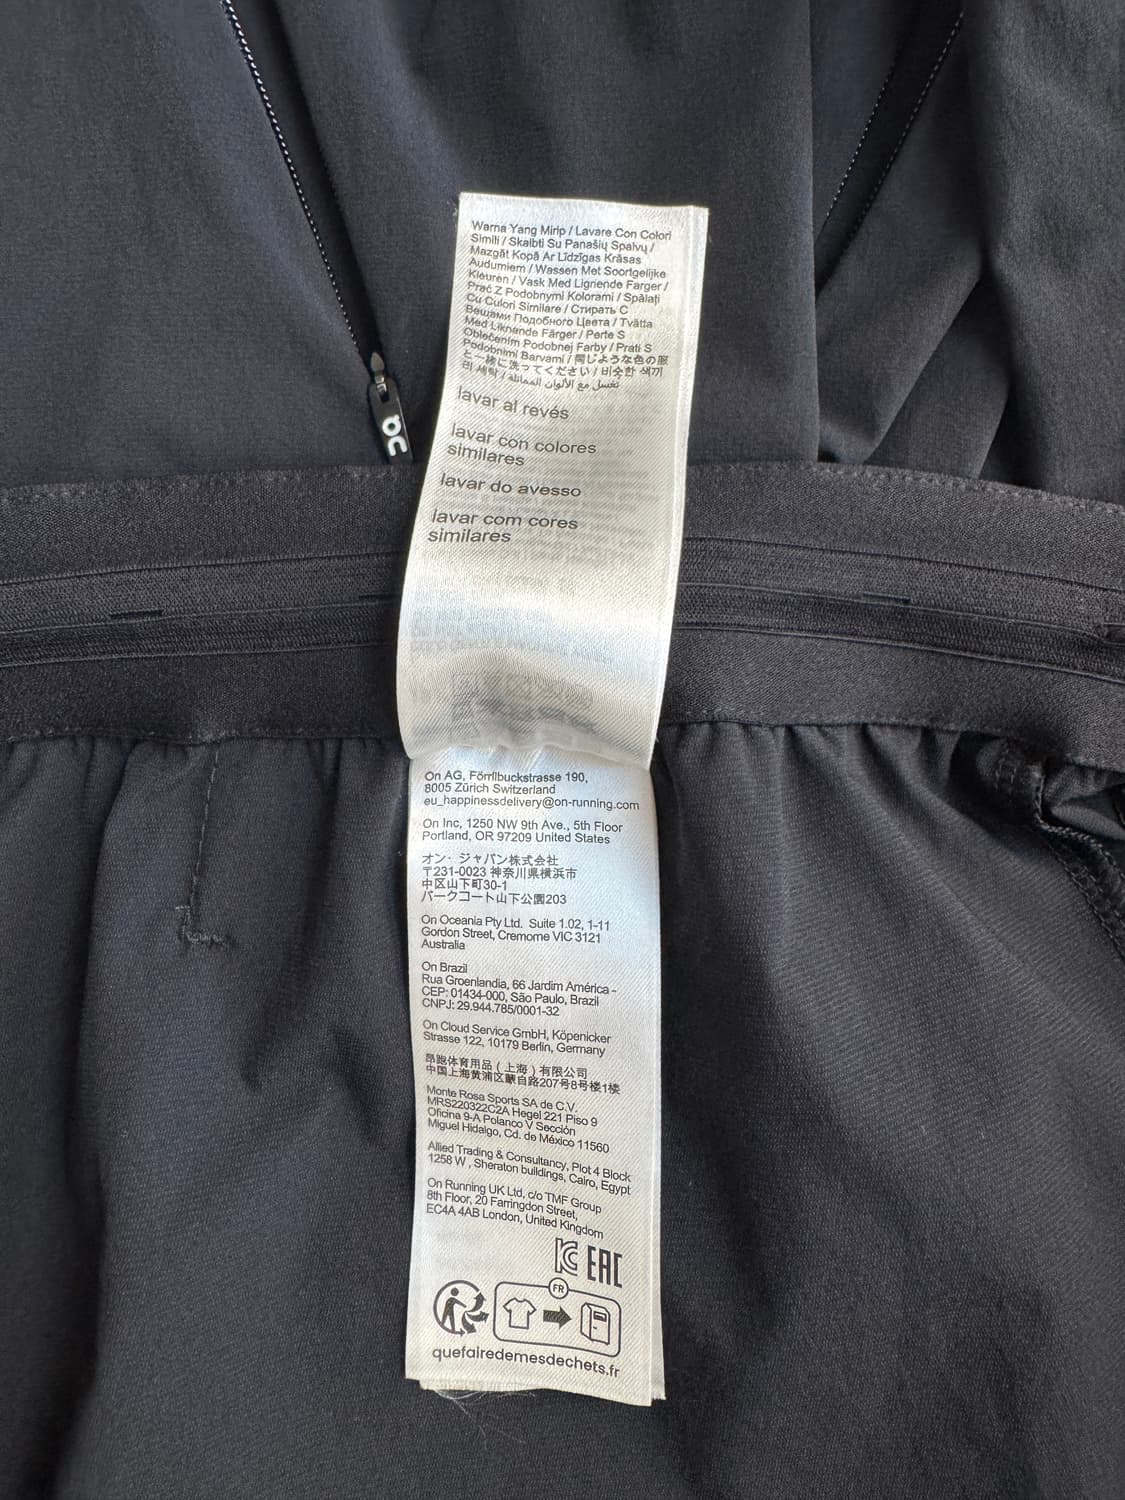 Warna Yang Mirip / Lavare Con Colori
Simili / Skalbti Su Panašių Spalvų /
Mazgāt Kopā Ar Līdzīgas Krāsas
Audumiem / Wassen Met Soortgelijke
Kleuren / Vask Med Lignende Farger /
Prać Z Podobnymi Kolorami / Spălați
Cu Culori Similare / Стирать С
Вещами Подобного Цвета / Tvätta
Med Liknande Färger / Perte S
Oblečením Podobnej Farby / Prati S
Podobnimi Barvami / 同じような色の服
と一緒に洗ってください / 비슷한 색끼
리 세탁 / تغسل مع الألوان المماثلة
lavar al revés
lavar con colores
similares
lavar do avesso
lavar com cores
similares
On AG, Förrlibuckstrasse 190,
8005 Zürich Switzerland
eu_happinessdelivery@on-running.com
On Inc, 1250 NW 9th Ave., 5th Floor
Portland, OR 97209 United States
オン・ジャパン株式会社
〒231-0023 神奈川県横浜市
中区山下町30-1
パークコート山下公園203
On Oceania Pty Ltd. Suite 1.02, 1-11
Gordon Street, Cremorne VIC 3121
Australia
On Brazil
Rua Groenlandia, 66 Jardim América -
CEP: 01434-000, São Paulo, Brazil
CNPJ: 29.944.785/0001-32
On Cloud Service GmbH, Köpenicker
Strasse 122, 10179 Berlin, Germany
昂跑体育用品（上海）有限公司
中国上海黄浦区蒙自路207号8号楼1楼
Monte Rosa Sports SA de C.V.
MRS220322C2A Hegel 221 Piso 9
Oficina 9-A Polanco V Sección
Miguel Hidalgo, Cd. de México 11560
Allied Trading & Consultancy, Plot 4 Block
1258 W , Sheraton buildings, Cairo, Egypt
On Running UK Ltd, c/o TMF Group
8th Floor, 20 Farringdon Street,
EC4A 4AB London, United Kingdom
KC EAC
FR
quefairedemesdechets.fr